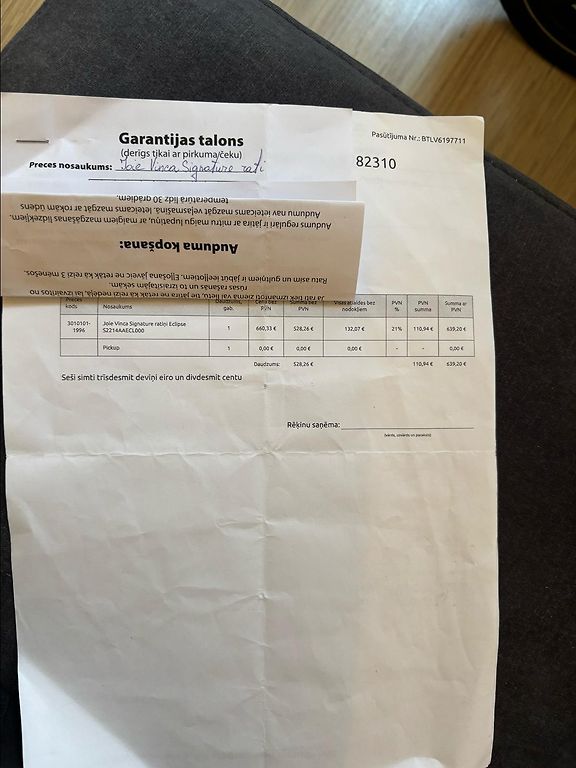 Garantijas talons
(derīgs tikai ar pirkuma/čeku)
Preces nosaukums: Joie Vinca Signature rati
Pasūtījuma Nr.: BTLV6197711
82310
Ja rati tiek izmantoti ziemā vai lietū, tie jāžāvē ne retāk kā reizi nedēļā, lai izvairītos no
rūsas rašanās un to izraisītajām sekām.
Ratu asīm un gultņiem ir jābūt ieeļļotiem. Eļļošana jāveic ne retāk kā reizi 3 mēnešos.
Auduma kopšana:
Audums regulāri ir jātīra ar mitru maigu lupatiņu, ar maigiem mazgāšanas līdzekļiem.
Audumu nav ieteicams mazgāt veļasmašīnā. Ieteicams mazgāt ar rokām ūdens
temperatūrā līdz 30 grādiem.
Preces kods Nosaukums Daudzums, gab. Cena bez PVN Summa bez PVN Visas atlaides bez nodokļiem PVN % PVN summa Summa ar PVN
3010101-1996 Joie Vinca Signature ratiņi Eclipse S2214AAECL000 1 660,33 € 528,26 € 132,07 € 21% 110,94 € 639,20 €
Pickup 1 0,00 € 0,00 € 0,00 € - - 0,00 €
Daudzums: 528,26 € 110,94 € 639,20 €
Seši simti trīsdesmit deviņi eiro un divdesmit centu
Rēķinu saņēma:
(vārds, uzvārds un paraksts)